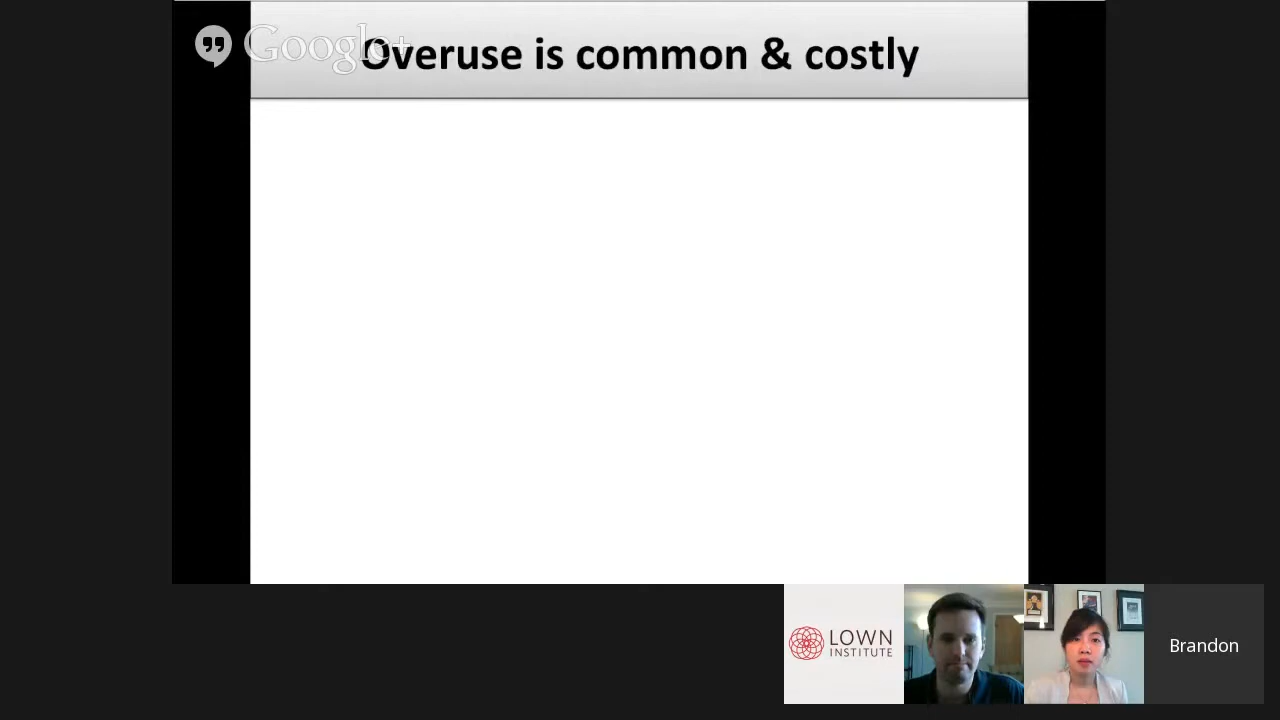 Google+
Overuse is common & costly
LOWN
INSTITUTE
Brandon